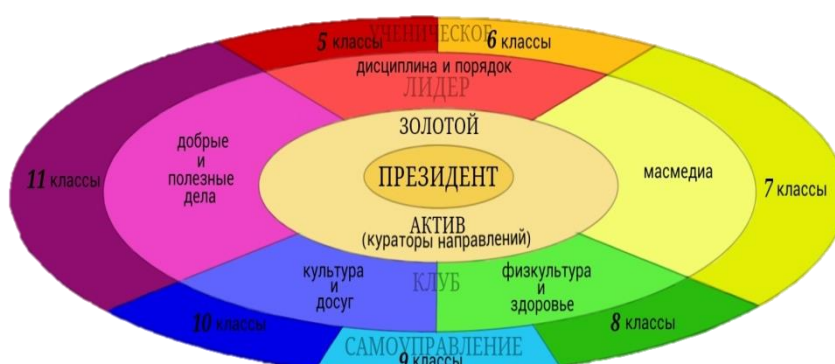 УЧЕНИЧЕСКОЕ
5 классы
6 классы
дисциплина и порядок
ЛИДЕР
ЗОЛОТОЙ
добрые
и
полезные
дела
ПРЕЗИДЕНТ
масмедиа
11 классы
7 классы
АКТИВ
(кураторы направлений)
культура
и
досуг
КЛУБ
физкультура
и
здоровье
10 классы
8 классы
САМОУПРАВЛЕНИЕ
9 классы